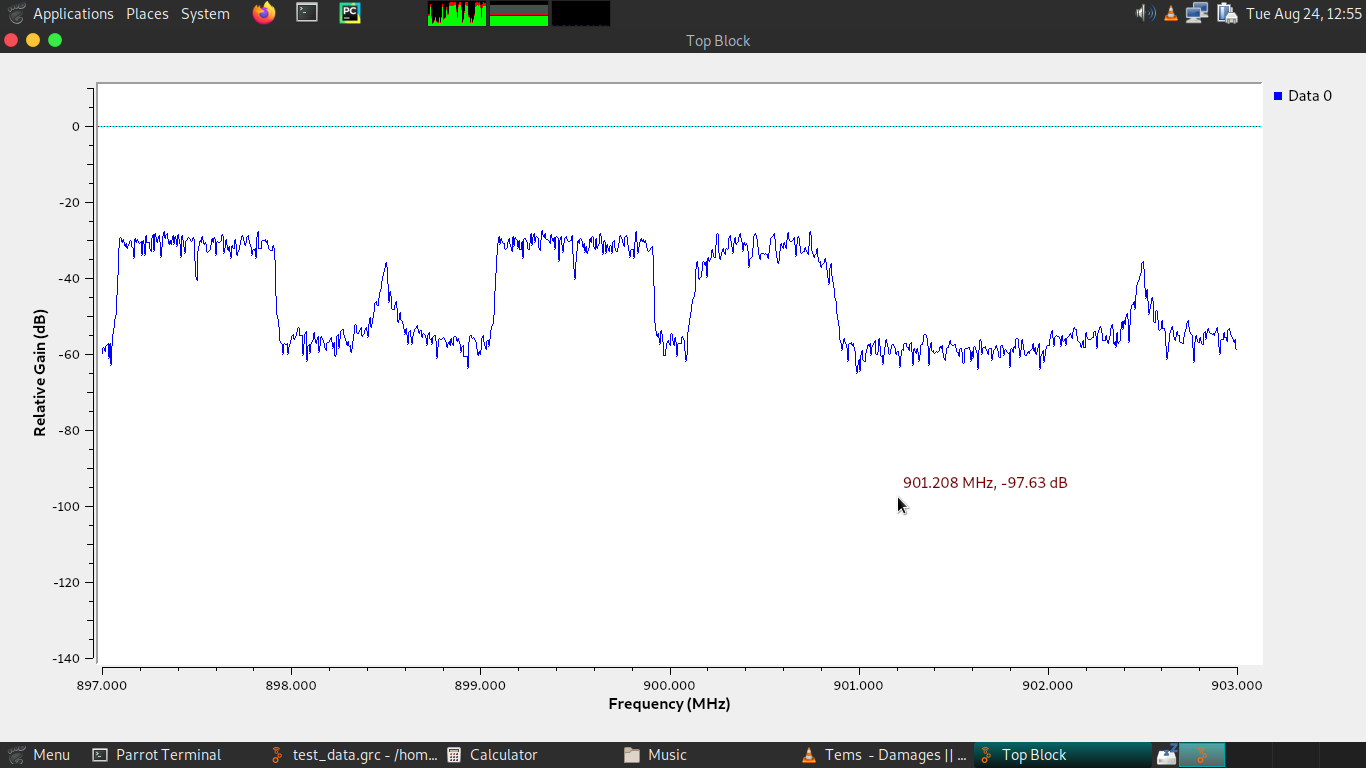 Applications Places System Tue Aug 24, 12:55
Top Block
Data 0
0
-20
-40
-60
-80
-100
-120
-140
Relative Gain (dB)
901.208 MHz, -97.63 dB
897.000 898.000 899.000 900.000 901.000 902.000 903.000
Frequency (MHz)
Menu Parrot Terminal test_data.grc - /hom... Calculator Music Tems - Damages || ... Top Block